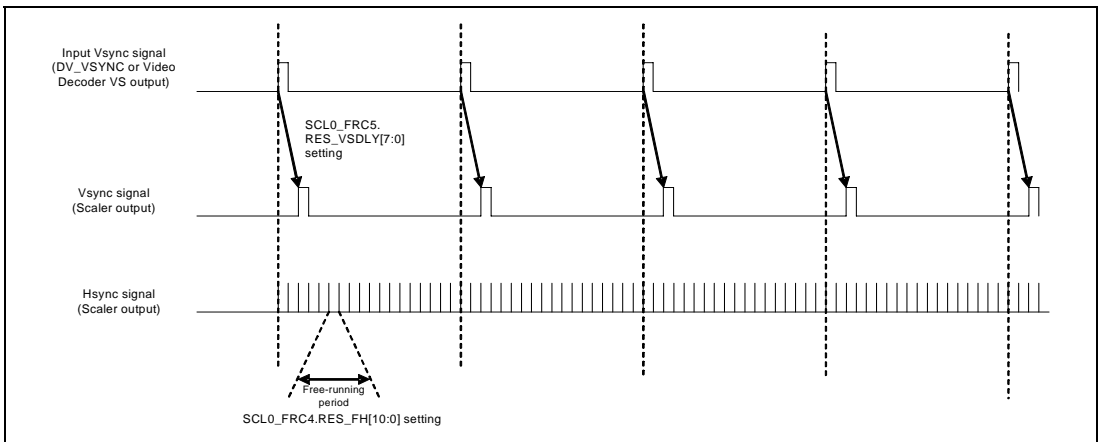 Input Vsync signal
(DV_VSYNC or Video
Decoder VS output)
SCL0_FRC5.
RES_VSDLY[7:0]
setting
Vsync signal
(Scaler output)
Hsync signal
(Scaler output)
Free-running
period
SCL0_FRC4.RES_FH[10:0] setting